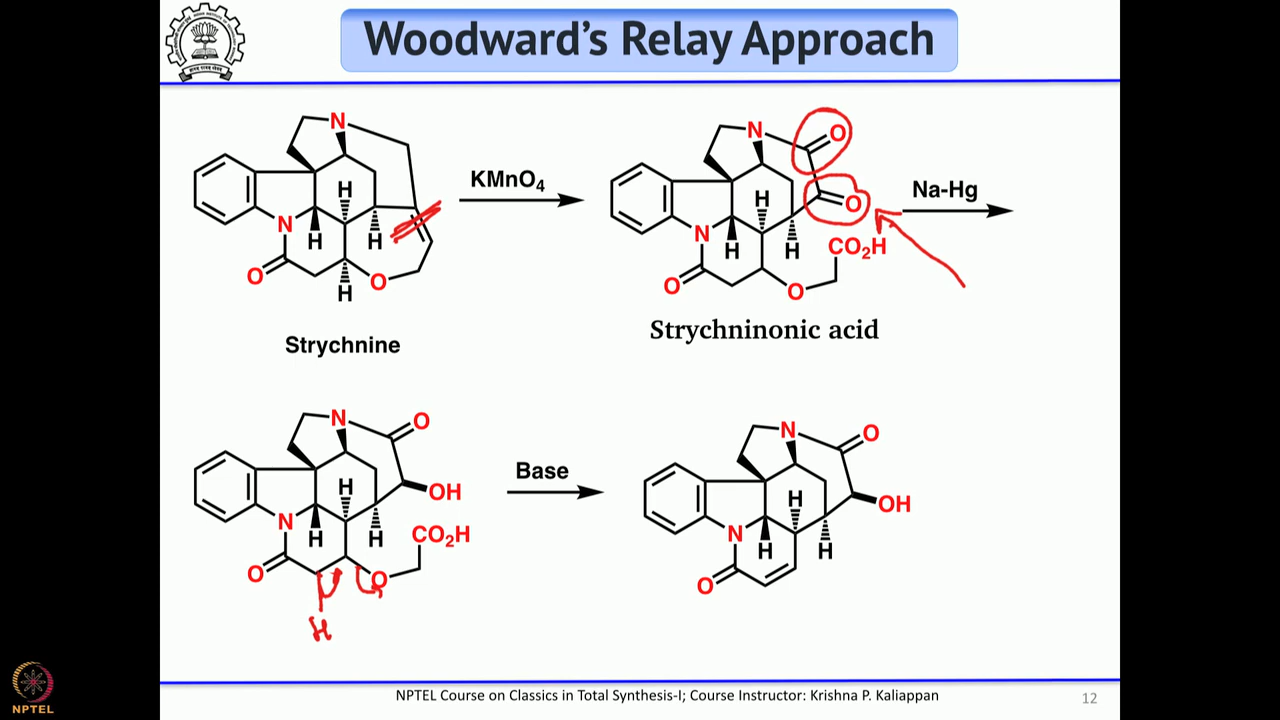 Woodward's Relay Approach
N
H
N
H
H
O
O
H
Strychnine
KMnO4
N
O
O
H
N
H
H
CO2H
O
O
Strychninonic acid
Na-Hg
N
O
H
OH
N
H
H
CO2H
O
O
H
Base
N
O
H
OH
N
H
H
O
NPTEL Course on Classics in Total Synthesis-I; Course Instructor: Krishna P. Kaliappan
12
NPTEL